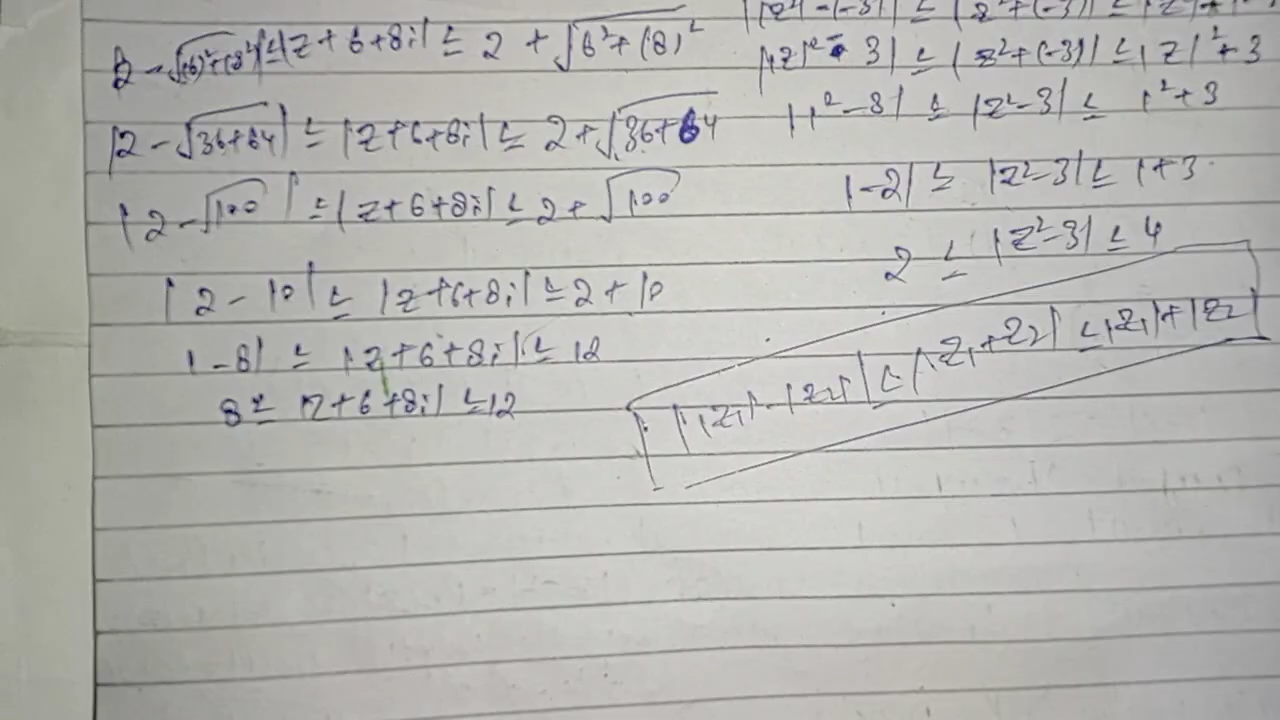 2 - √(6)²+(8)² ≤ |z + 6 + 8i| ≤ 2 + √6²+(8)²
|2 - √36+64| ≤ |z+6+8i| ≤ 2 + √36+64
|2 - √100| ≤ |z+6+8i| ≤ 2 + √100
|2 - 10| ≤ |z+6+8i| ≤ 2 + 10
|-8| ≤ |z+6+8i| ≤ 12
8 ≤ |z+6+8i| ≤ 12
||z|² - 3| ≤ |z²+(-3)| ≤ |z|²+3
|1² - 3| ≤ |z²-3| ≤ 1²+3
|-2| ≤ |z²-3| ≤ 1+3
2 ≤ |z²-3| ≤ 4
||z₁| - |z₂|| ≤ |z₁+z₂| ≤ |z₁|+|z₂|